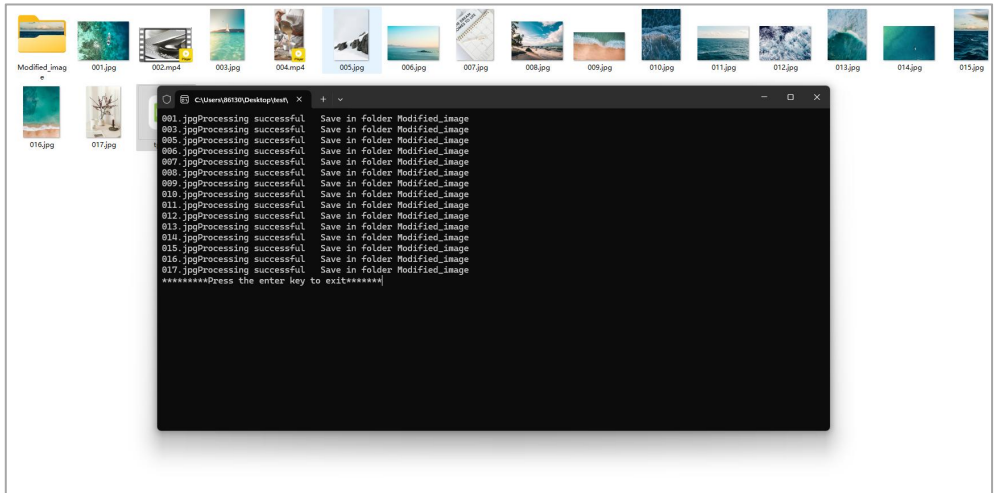 Modified_imag
e
001.jpg
002.mp4
003.jpg
004.mp4
005.jpg
006.jpg
007.jpg
008.jpg
009.jpg
010.jpg
011.jpg
012.jpg
013.jpg
014.jpg
015.jpg
016.jpg
017.jpg
C:\Users\86130\Desktop\test\
001.jpgProcessing successful   Save in folder Modified_image
003.jpgProcessing successful   Save in folder Modified_image
005.jpgProcessing successful   Save in folder Modified_image
006.jpgProcessing successful   Save in folder Modified_image
007.jpgProcessing successful   Save in folder Modified_image
008.jpgProcessing successful   Save in folder Modified_image
009.jpgProcessing successful   Save in folder Modified_image
010.jpgProcessing successful   Save in folder Modified_image
011.jpgProcessing successful   Save in folder Modified_image
012.jpgProcessing successful   Save in folder Modified_image
013.jpgProcessing successful   Save in folder Modified_image
014.jpgProcessing successful   Save in folder Modified_image
015.jpgProcessing successful   Save in folder Modified_image
016.jpgProcessing successful   Save in folder Modified_image
017.jpgProcessing successful   Save in folder Modified_image
*********Press the enter key to exit*******